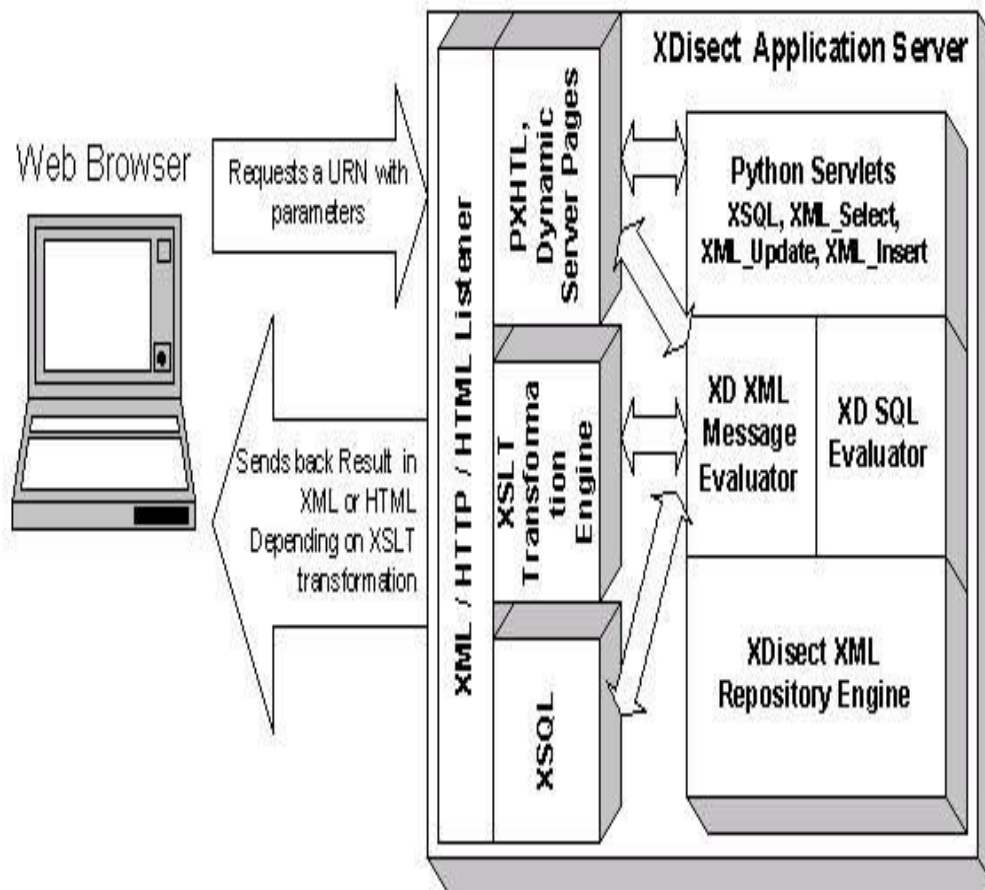 XDisect Application Server
Web Browser
Requests a URN with
parameters
Sends back Result in
XML or HTML
Depending on XSLT
transformation
XML / HTTP / HTML Listener
PXHTL,
Dynamic
Server Pages
XSLT
Transforma
tion
Engine
XSQL
Python Servlets
XSQL, XML_Select,
XML_Update, XML_Insert
XD XML
Message
Evaluator
XD SQL
Evaluator
XDisect XML
Repository Engine